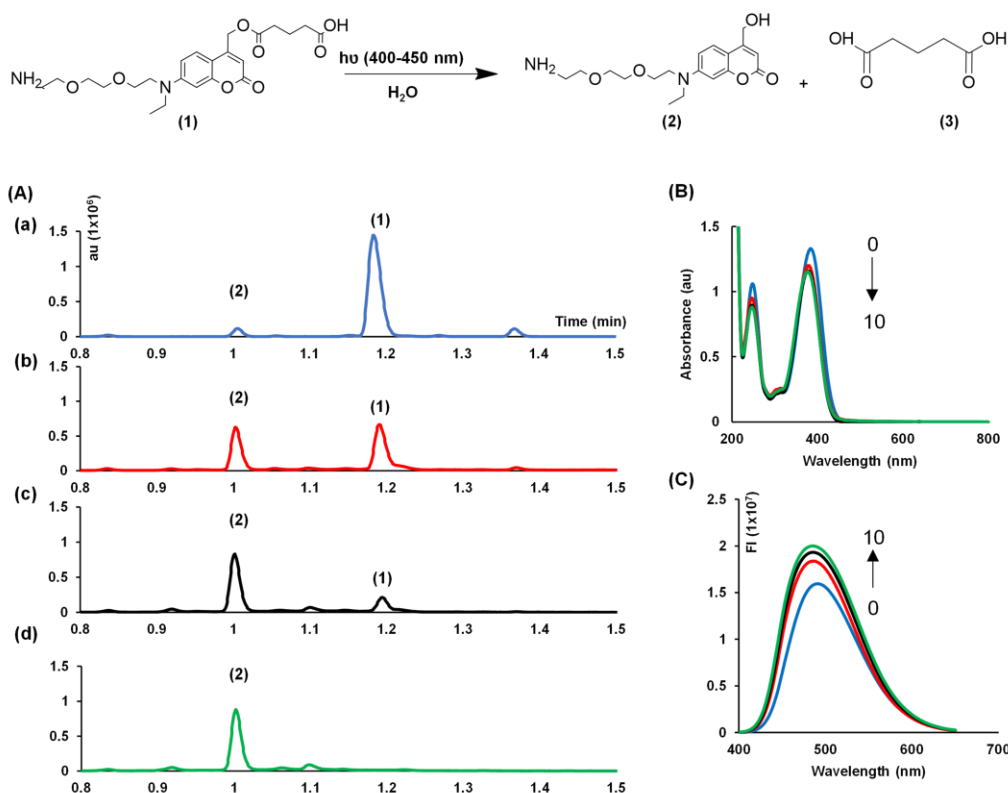 O OH
O O
NH2 O O N O O
(1)
hυ (400-450 nm)
H2O
OH
NH2 O O N O O
(2)
+
OH OH
O O
(3)
(A)
(a)
au (1x10⁶)
1.5
1
0.5
0
(2)
(1)
Time (min)
0.8 0.9 1 1.1 1.2 1.3 1.4 1.5
(b)
1.5
1
0.5
0
(2)
(1)
0.8 0.9 1 1.1 1.2 1.3 1.4 1.5
(c)
1.5
1
0.5
0
(2)
(1)
0.8 0.9 1 1.1 1.2 1.3 1.4 1.5
(d)
1.5
1
0.5
0
(2)
0.8 0.9 1 1.1 1.2 1.3 1.4 1.5
(B)
Absorbance (au)
1.5
1
0.5
0
0
10
200 400 600 800
Wavelength (nm)
(C)
FI (1x10⁷)
2.5
2
1.5
1
0.5
0
10
0
400 500 600 700
Wavelength (nm)